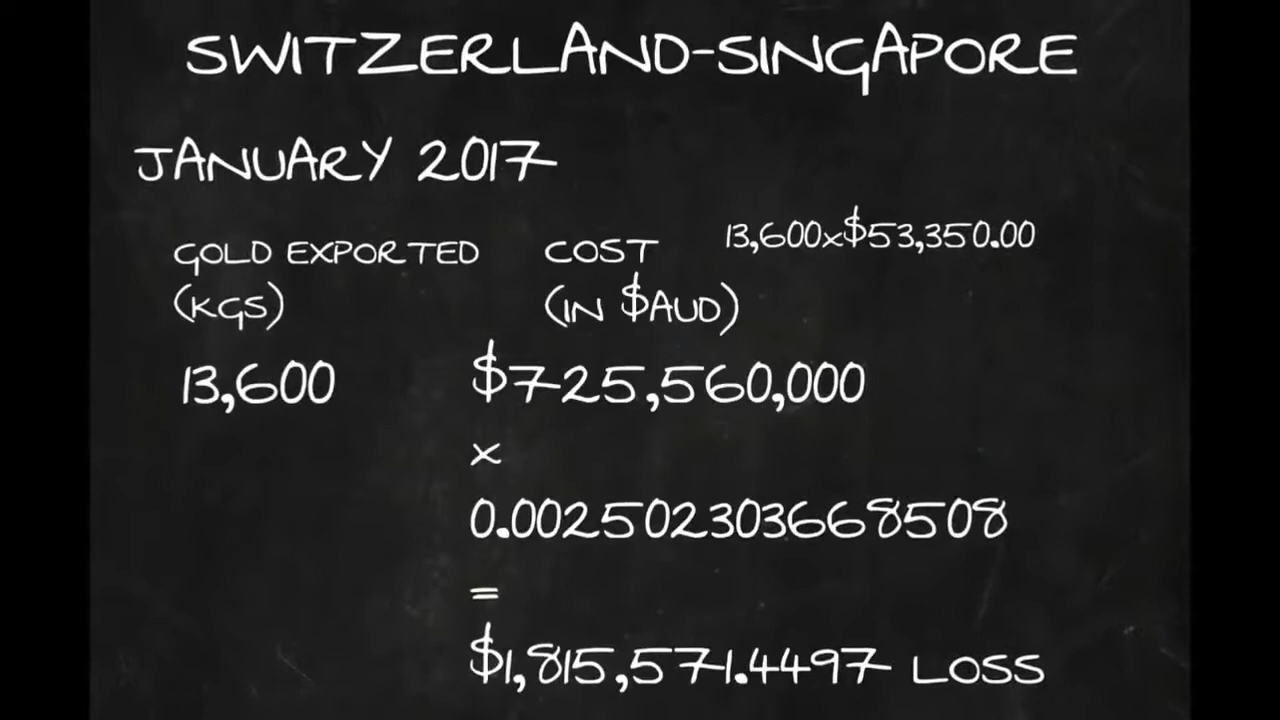 SWITZERLAND-SINGAPORE
JANUARY 2017
GOLD EXPORTED
(KGS)
COST
(IN $AUD)
13,600x$53,350.00
13,600
$725,560,000
x
0.002502303668508
=
$1,815,571.4497 LOSS